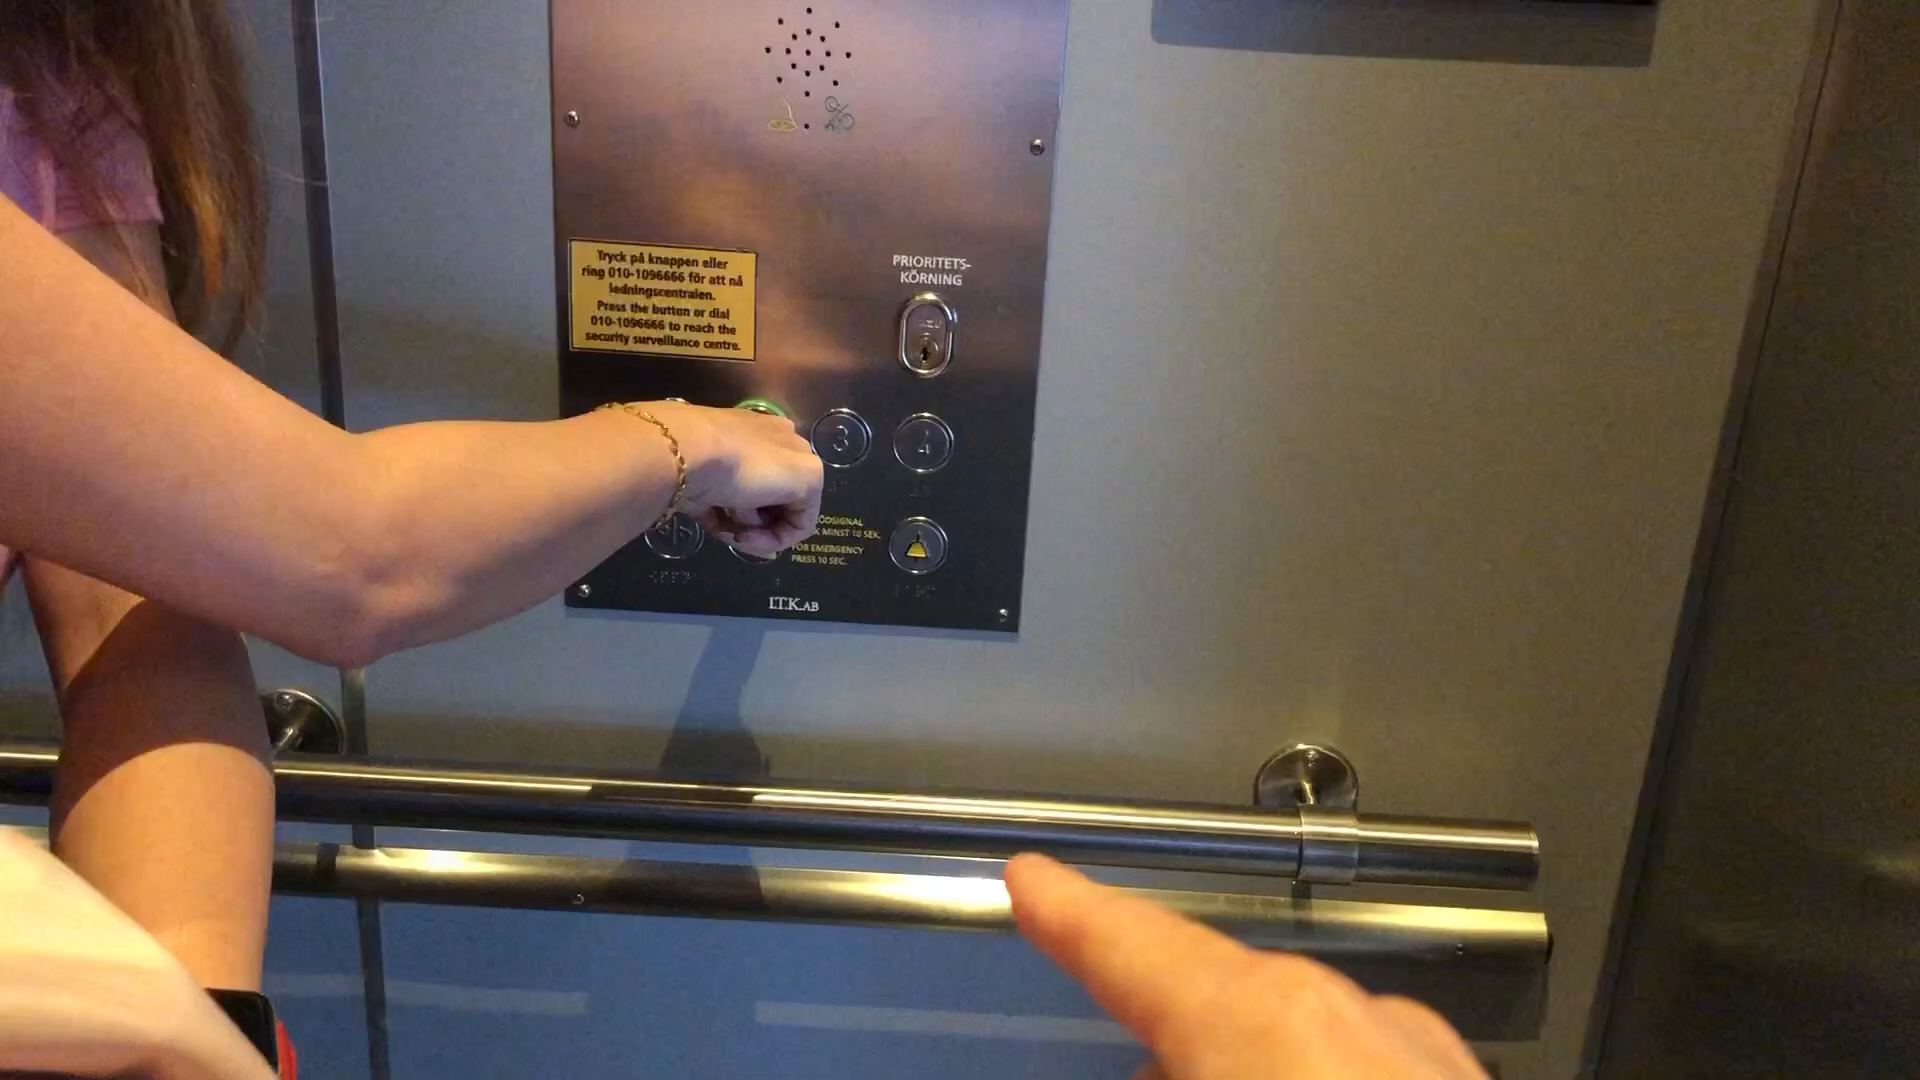 Tryck på knappen eller
ring 010-1096666 för att nå
ledningscentralen.
Press the button or dial
010-1096666 to reach the
security surveillance centre.
PRIORITETS-
KÖRNING
3
4
MINST 10 SEK.
FOR EMERGENCY
PRESS 10 SEC.
I.T.K.AB